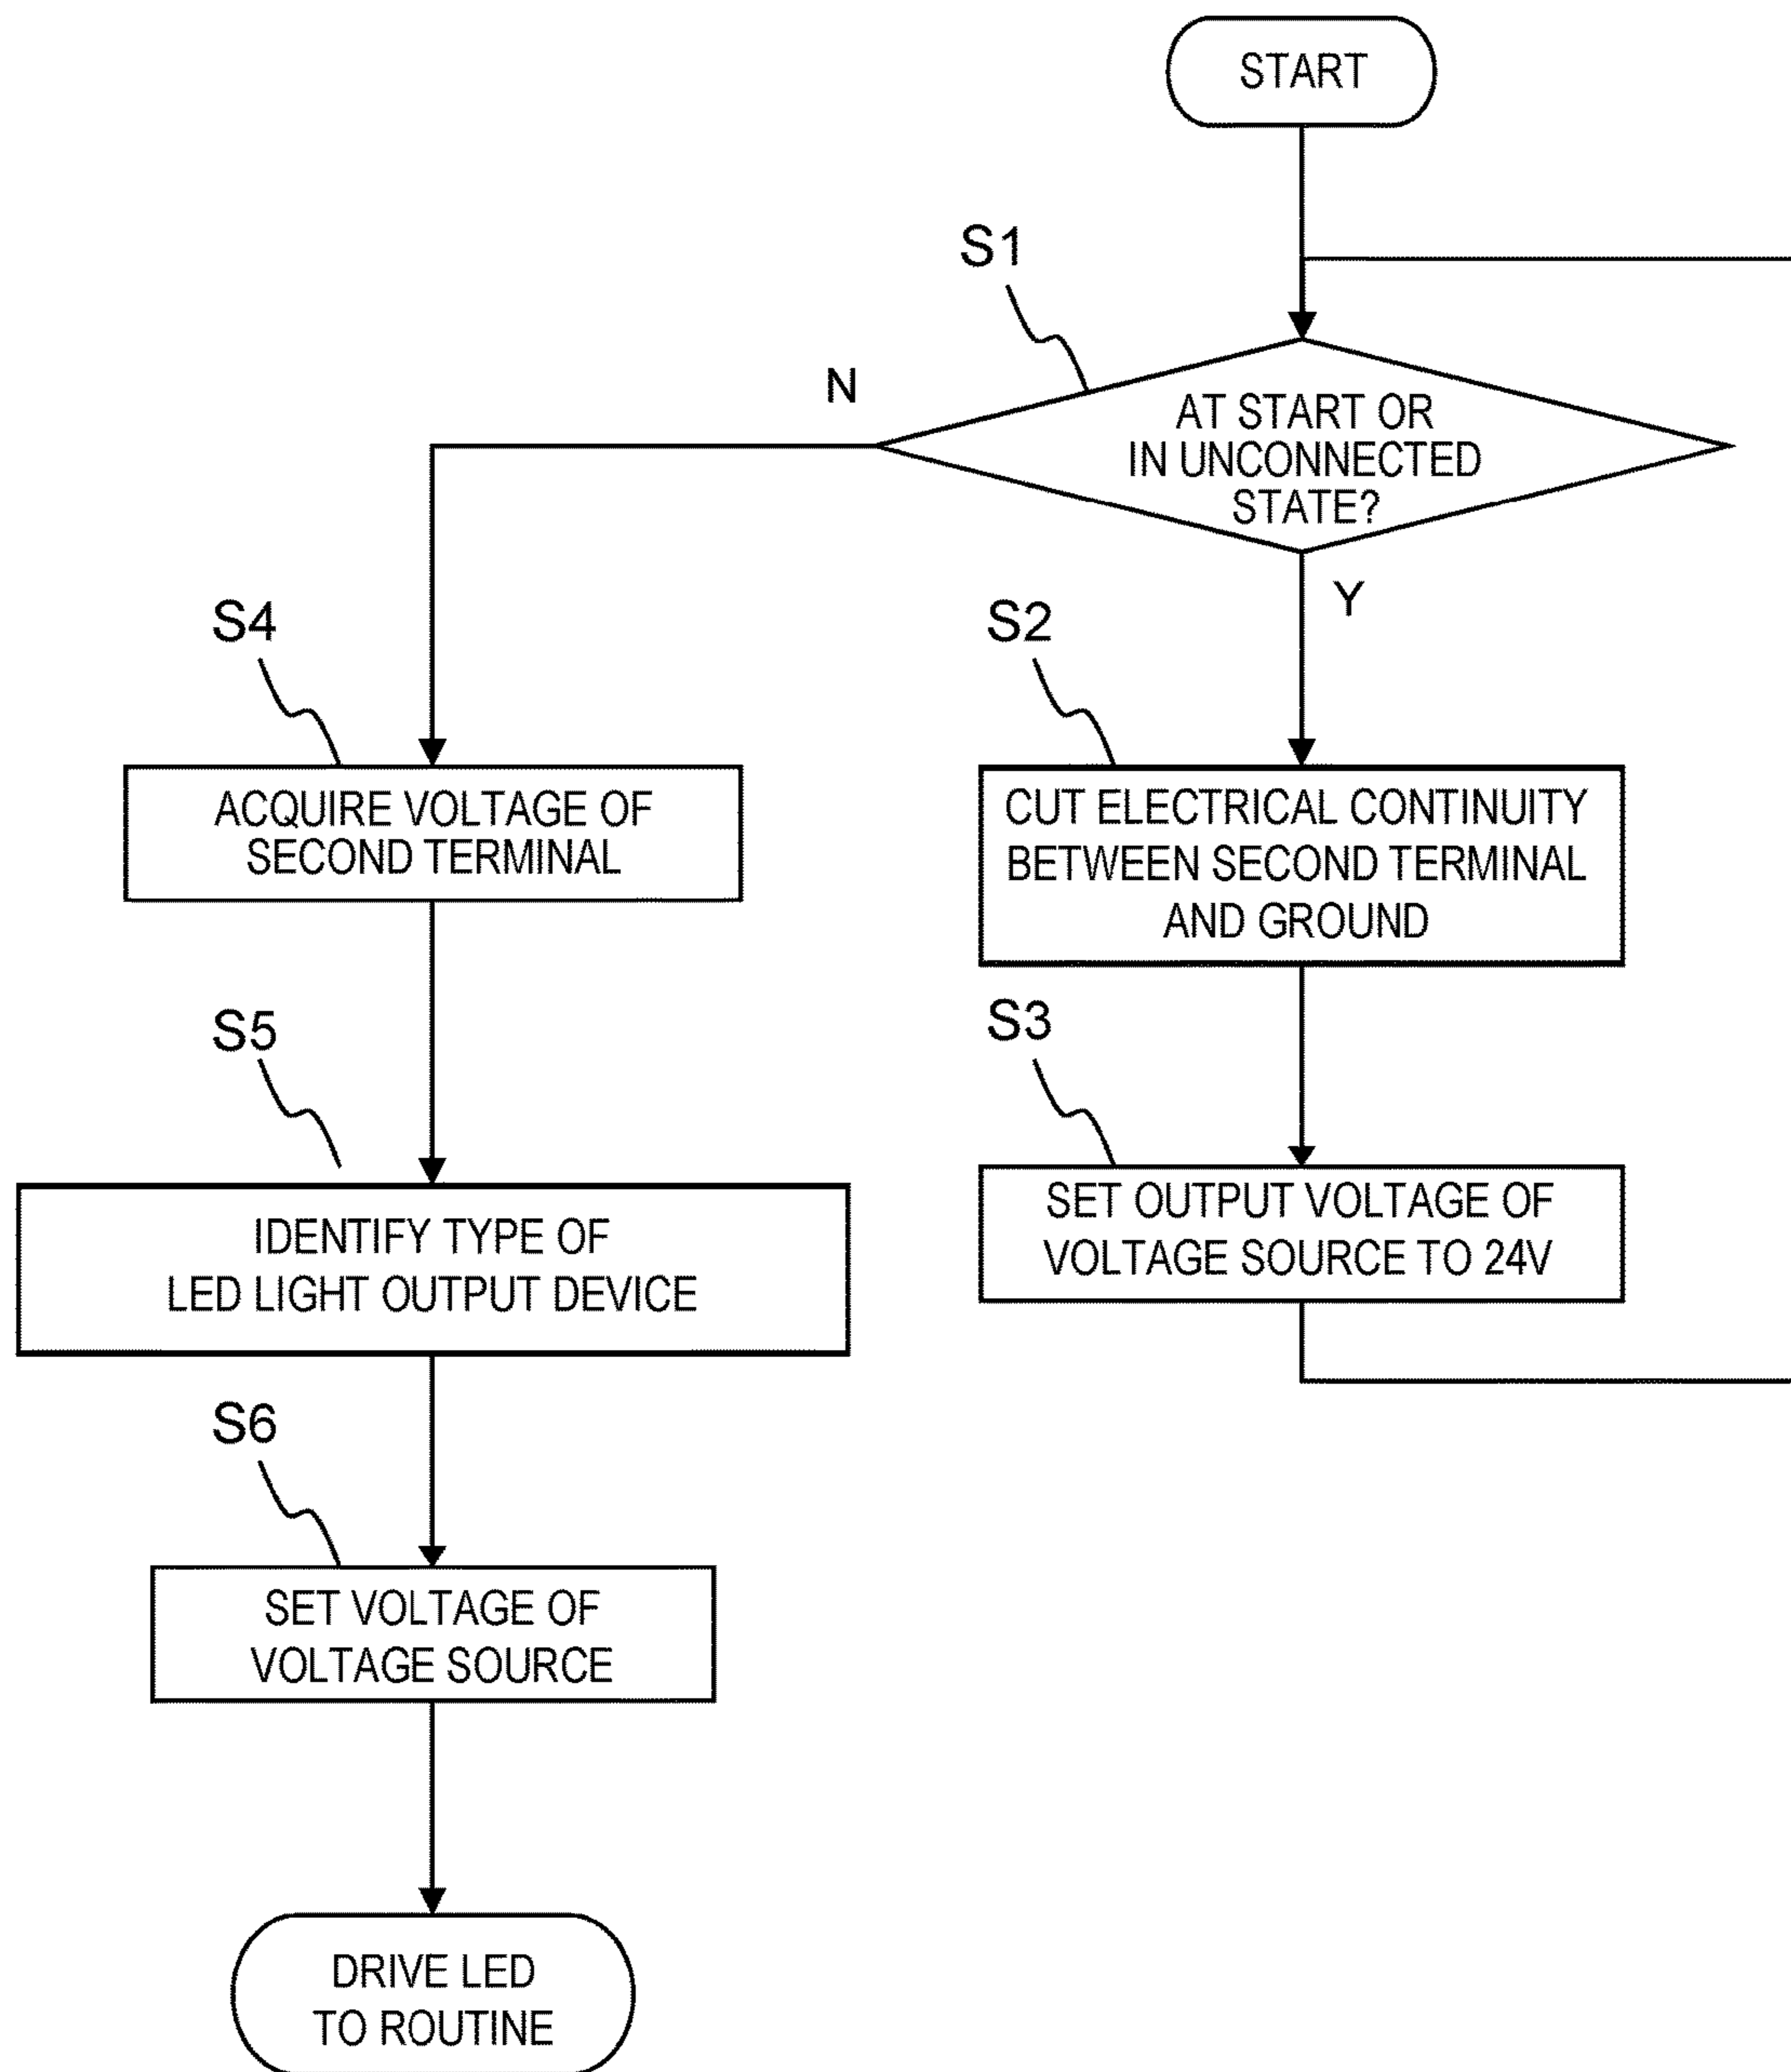 START
S1
N
AT START OR
IN UNCONNECTED
STATE?
Y
S4
S2
ACQUIRE VOLTAGE OF
SECOND TERMINAL
CUT ELECTRICAL CONTINUITY
BETWEEN SECOND TERMINAL
AND GROUND
S5
S3
IDENTIFY TYPE OF
LED LIGHT OUTPUT DEVICE
SET OUTPUT VOLTAGE OF
VOLTAGE SOURCE TO 24V
S6
SET VOLTAGE OF
VOLTAGE SOURCE
DRIVE LED
TO ROUTINE